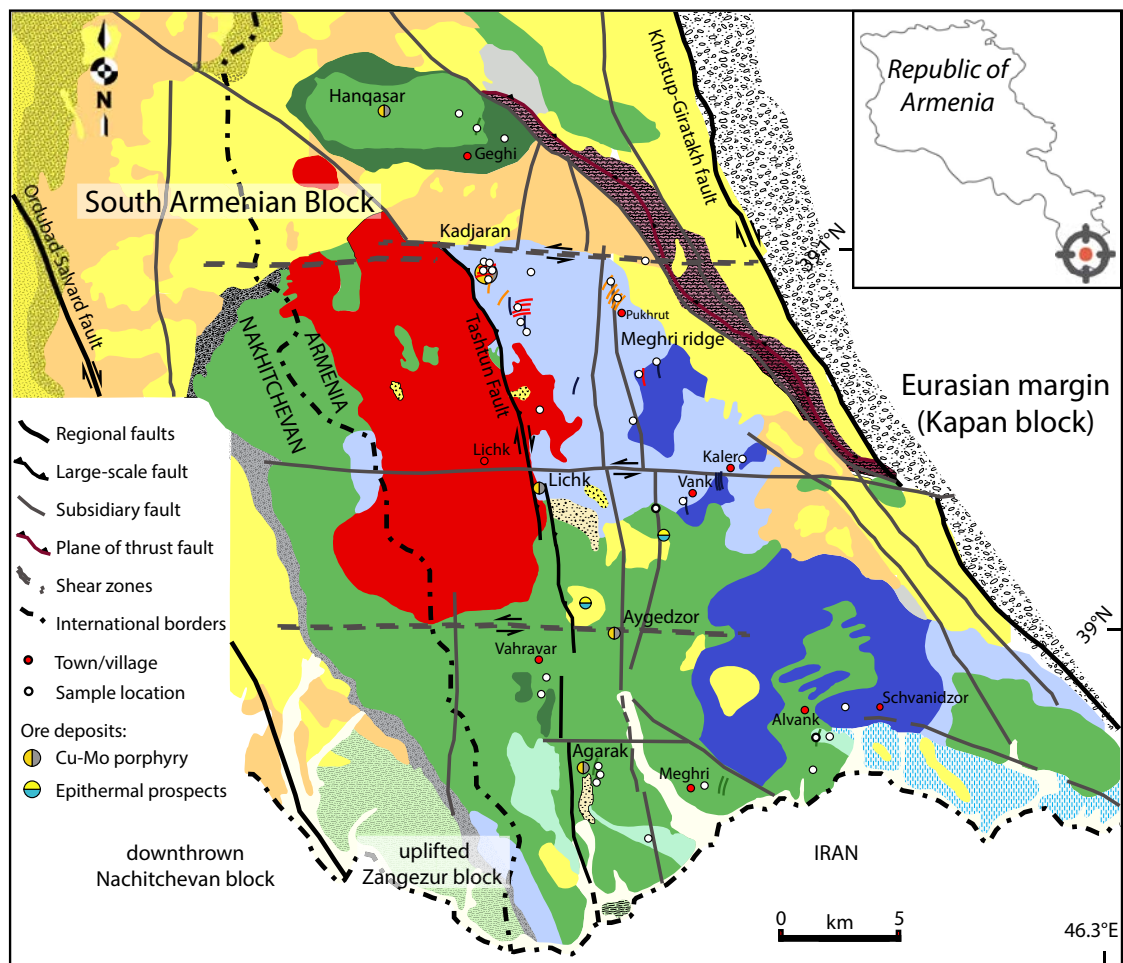 Republic of
Armenia
N
Hanqasar
Geghi
Khustup-Giratakh fault
South Armenian Block
Kadjaran
39.1°N
Ordubad-Salvard fault
Pukhrut
NAKHITCHEVAN
ARMENIA
Tashtun Fault
Meghri ridge
Eurasian margin
(Kapan block)
Lichk
Kaler
Lichk
Vank
Regional faults
Large-scale fault
Subsidiary fault
Plane of thrust fault
Shear zones
International borders
Town/village
Sample location
Ore deposits:
Cu-Mo porphyry
Epithermal prospects
Aygedzor
39°N
Vahravar
Schvanidzor
Alvank
Agarak
Meghri
downthrown
Nachitchevan block
uplifted
Zangezur block
IRAN
0 km 5
46.3°E